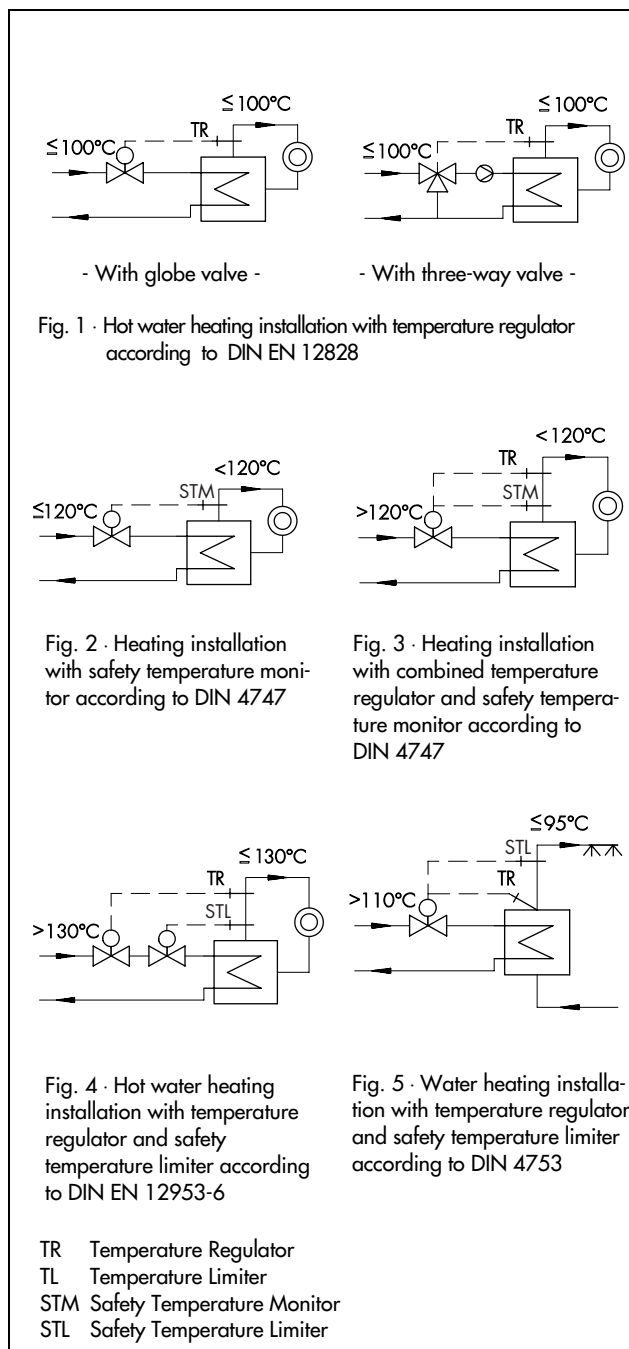 ≤100°C
TR
≤100°C
- With globe valve -
≤100°C
TR
≤100°C
- With three-way valve -
Fig. 1 · Hot water heating installation with temperature regulator
according to DIN EN 12828
<120°C
STM
≤120°C
Fig. 2 · Heating installation
with safety temperature moni-
tor according to DIN 4747
<120°C
TR
STM
>120°C
Fig. 3 · Heating installation
with combined temperature
regulator and safety tempera-
ture monitor according to
DIN 4747
≤130°C
TR
STL
>130°C
Fig. 4 · Hot water heating
installation with temperature
regulator and safety
temperature limiter according
to DIN EN 12953-6
≤95°C
STL
TR
>110°C
Fig. 5 · Water heating installa-
tion with temperature regulator
and safety temperature limiter
according to DIN 4753
TR Temperature Regulator
TL Temperature Limiter
STM Safety Temperature Monitor
STL Safety Temperature Limiter